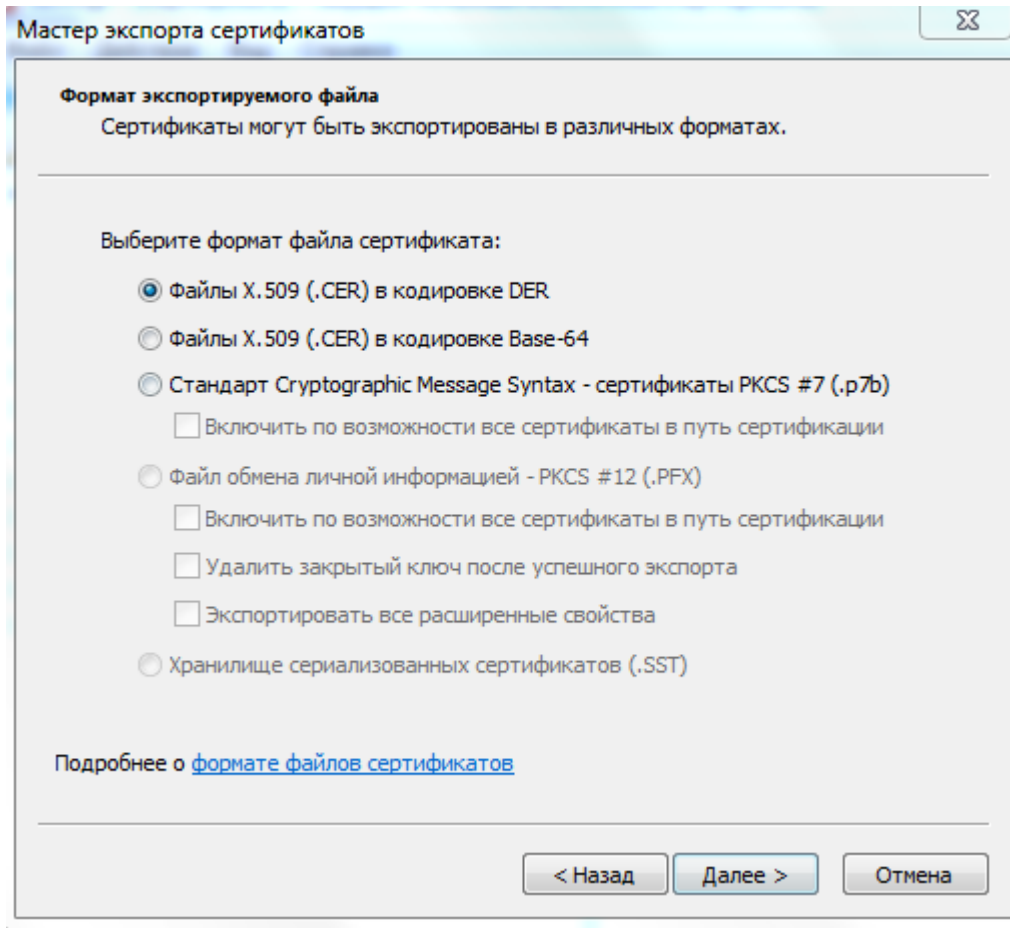 Мастер экспорта сертификатов
Формат экспортируемого файла
Сертификаты могут быть экспортированы в различных форматах.
Выберите формат файла сертификата:
Файлы X.509 (.CER) в кодировке DER
Файлы X.509 (.CER) в кодировке Base-64
Стандарт Cryptographic Message Syntax - сертификаты PKCS #7 (.p7b)
Включить по возможности все сертификаты в путь сертификации
Файл обмена личной информацией - PKCS #12 (.PFX)
Включить по возможности все сертификаты в путь сертификации
Удалить закрытый ключ после успешного экспорта
Экспортировать все расширенные свойства
Хранилище сериализованных сертификатов (.SST)
Подробнее о формате файлов сертификатов
< Назад Далее > Отмена